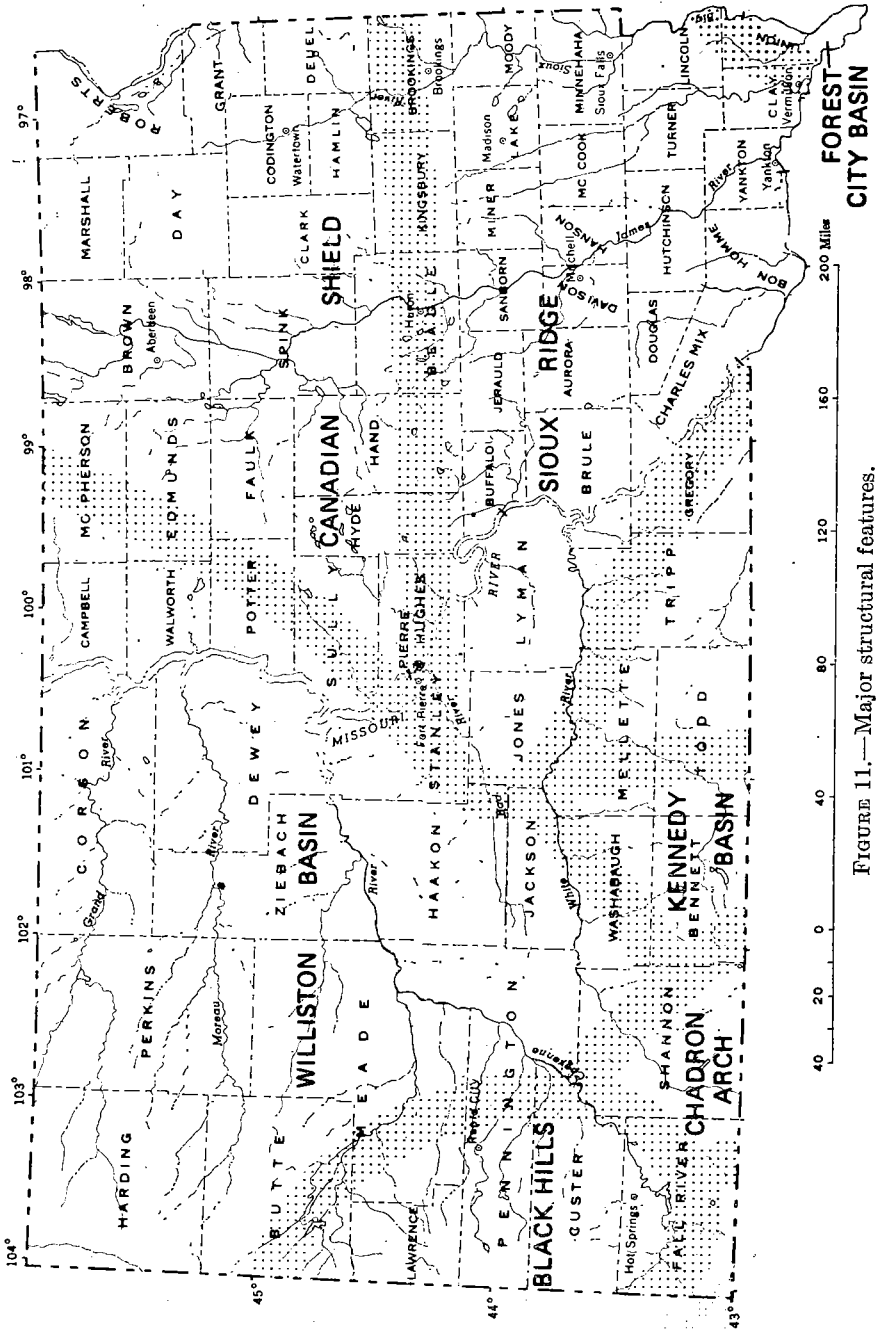 104°
103°
102°
101°
100°
99°
98°
97°
45°
44°
43°
HARDING
PERKINS
CORSON
CAMPBELL
MC PHERSON
BROWN
MARSHALL
ROBERTS
Grand
River
Moreau
River
WALWORTH
EDMUNDS
Aberdeen
DAY
GRANT
BUTTE
MEADE
ZIEBACH
DEWEY
POTTER
FAULK
SPINK
CODINGTON
Watertown
CLARK
DEUEL
HAMLIN
WILLISTON
BASIN
CANADIAN
SHIELD
LAWRENCE
River
SULLY
MISSOURI
HYDE
HAND
BEADLE
Huron
KINGSBURY
BROOKINGS
Brookings
River
HAAKON
STANLEY
Fort Pierre
PIERRE
HUGHES
River
Rapid City
PENNINGTON
Cheyenne
JACKSON
Bad
JONES
LYMAN
RIVER
BUFFALO
JERAULD
SANBORN
MINER
LAKE
Madison
MOODY
BLACK HILLS
CUSTER
SIOUX
RIDGE
BRULE
AURORA
DAVISON
Mitchell
HANSON
MC COOK
MINNEHAHA
Sioux Falls
Sioux
James
Hot Springs
FALL RIVER
SHANNON
CHADRON
ARCH
WASHABAUGH
White
River
MELLETTE
KENNEDY
BENNETT
BASIN
TODD
TRIPP
GREGORY
CHARLES MIX
DOUGLAS
HUTCHINSON
TURNER
LINCOLN
Big
BON HOMME
YANKTON
Yankton
River
CLAY
Vermillion
UNION
FOREST
CITY BASIN
40 20 0 40 80 120 160 200 Miles
FIGURE 11.—Major structural features.